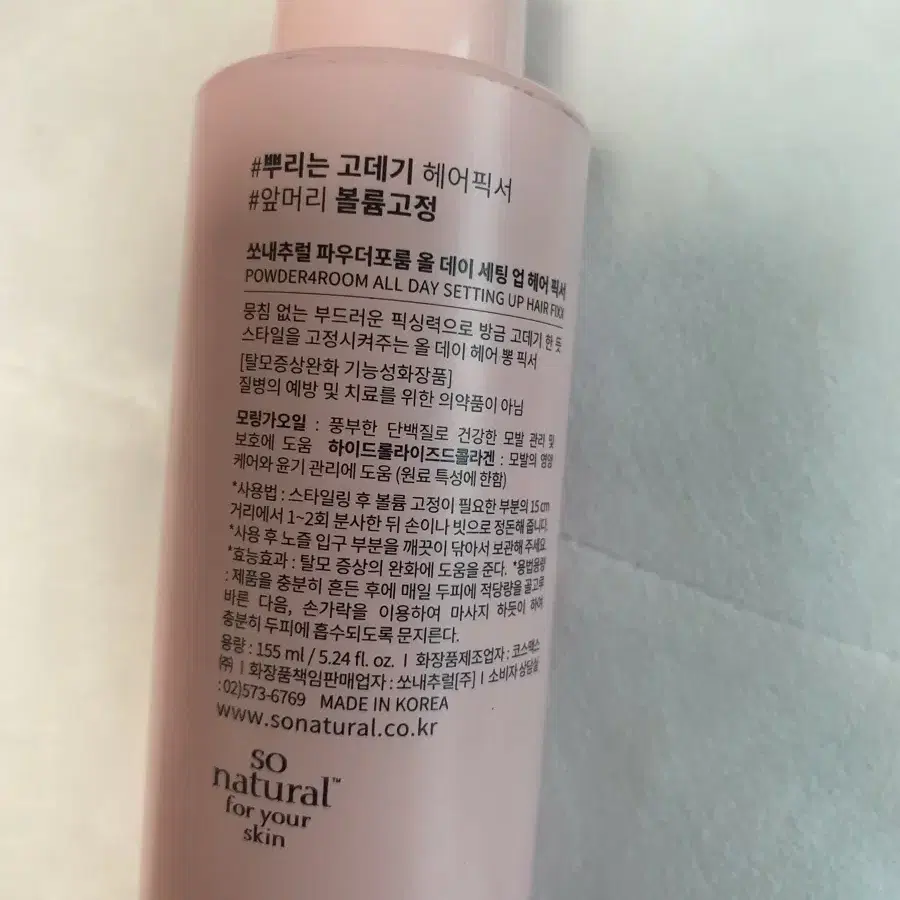 #뿌리는 고데기 헤어픽서
#앞머리 볼륨고정
쏘내추럴 파우더포룸 올 데이 세팅 업 헤어 픽서
POWDER4ROOM ALL DAY SETTING UP HAIR FIXX
뭉침 없는 부드러운 픽싱력으로 방금 고데기 한 듯
스타일을 고정시켜주는 올 데이 헤어 뽕 픽서
[탈모증상완화 기능성화장품]
질병의 예방 및 치료를 위한 의약품이 아님
모링가오일 : 풍부한 단백질로 건강한 모발 관리 및
보호에 도움 하이드롤라이즈드콜라겐 : 모발의 영양
케어와 윤기 관리에 도움 (원료 특성에 한함)
*사용법 : 스타일링 후 볼륨 고정이 필요한 부분의 15 cm
거리에서 1~2회 분사한 뒤 손이나 빗으로 정돈해 줍니다.
*사용 후 노즐 입구 부분을 깨끗이 닦아서 보관해 주세요.
*효능효과 : 탈모 증상의 완화에 도움을 준다. *용법용량
: 제품을 충분히 흔든 후에 매일 두피에 적당량을 골고루
바른 다음, 손가락을 이용하여 마사지 하듯이 하여
충분히 두피에 흡수되도록 문지른다.
용량 : 155 ml / 5.24 fl. oz. I 화장품제조업자 : 코스맥스
㈜ I 화장품책임판매업자 : 쏘내추럴[주] I 소비자 상담실
: 02)573-6769 MADE IN KOREA
www.sonatural.co.kr
so
natural™
for your
skin